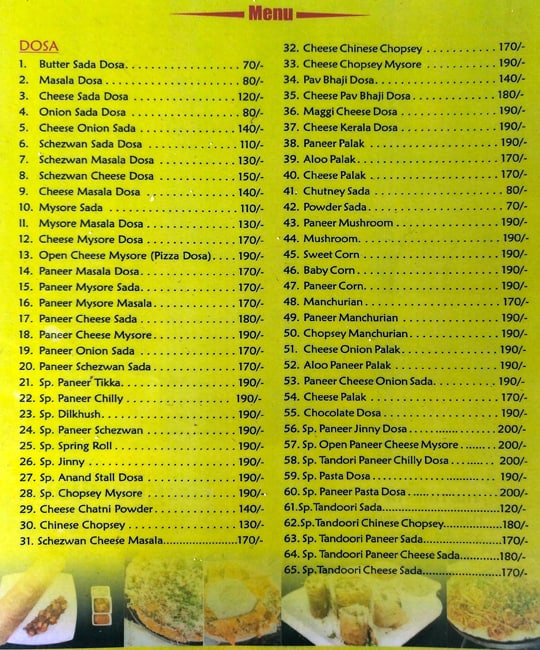 Menu
DOSA
1. Butter Sada Dosa. 70/-
2. Masala Dosa 80/-
3. Cheese Sada Dosa 120/-
4. Onion Sada Dosa 80/-
5. Cheese Onion Sada 140/-
6. Schezwan Sada Dosa 110/-
7. Schezwan Masala Dosa 130/-
8. Schezwan Cheese Dosa 150/-
9. Cheese Masala Dosa 140/-
10. Mysore Sada 110/-
11. Mysore Masala Dosa 130/-
12. Cheese Mysore Dosa 170/-
13. Open Cheese Mysore (Pizza Dosa) 190/-
14. Paneer Masala Dosa 170/-
15. Paneer Mysore Sada 170/-
16. Paneer Mysore Masala 170/-
17. Paneer Cheese Sada 180/-
18. Paneer Cheese Mysore 190/-
19. Paneer Onion Sada 170/-
20. Paneer Schezwan Sada 170/-
21. Sp. Paneer Tikka 190/-
22. Sp. Paneer Chilly 190/-
23. Sp. Dilkhush 190/-
24. Sp. Paneer Schezwan 190/-
25. Sp. Spring Roll 190/-
26. Sp. Jinny 190/-
27. Sp. Anand Stall Dosa 190/-
28. Sp. Chopsey Mysore 190/-
29. Cheese Chatni Powder 140/-
30. Chinese Chopsey 130/-
31. Schezwan Cheese Masala 170/-
32. Cheese Chinese Chopsey 170/-
33. Cheese Chopsey Mysore 190/-
34. Pav Bhaji Dosa 140/-
35. Cheese Pav Bhaji Dosa 180/-
36. Maggi Cheese Dosa 190/-
37. Cheese Kerala Dosa 190/-
38. Paneer Palak 190/-
39. Aloo Palak 170/-
40. Cheese Palak 170/-
41. Chutney Sada 80/-
42. Powder Sada 70/-
43. Paneer Mushroom 190/-
44. Mushroom 190/-
45. Sweet Corn 190/-
46. Baby Corn 190/-
47. Paneer Corn 190/-
48. Manchurian 170/-
49. Paneer Manchurian 190/-
50. Chopsey Manchurian 190/-
51. Cheese Onion Palak 190/-
52. Aloo Paneer Palak 190/-
53. Paneer Cheese Onion Sada 190/-
54. Cheese Palak 170/-
55. Chocolate Dosa 190/-
56. Sp. Paneer Jinny Dosa 200/-
57. Sp. Open Paneer Cheese Mysore 200/-
58. Sp. Tandori Paneer Chilly Dosa 200/-
59. Sp. Pasta Dosa 190/-
60. Sp. Paneer Pasta Dosa 200/-
61. Sp. Tandoori Sada 120/-
62. Sp. Tandoori Chinese Chopsey 180/-
63. Sp. Tandoori Paneer Sada 170/-
64. Sp. Tandoori Paneer Cheese Sada 180/-
65. Sp. Tandoori Cheese Sada 170/-